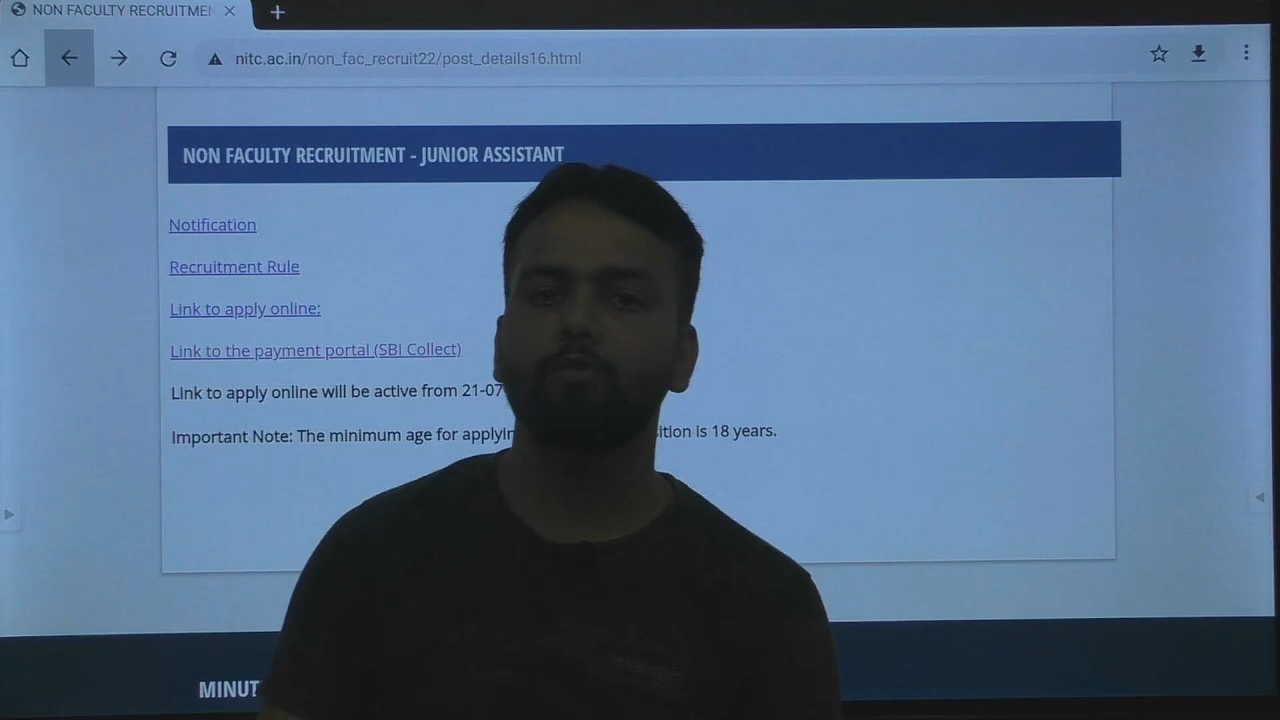 NON FACULTY RECRUITMEN
nitc.ac.in/non_fac_recruit22/post_details16.html
NON FACULTY RECRUITMENT - JUNIOR ASSISTANT
Notification
Recruitment Rule
Link to apply online:
Link to the payment portal (SBI Collect)
Link to apply online will be active from 21-07
Important Note: The minimum age for applyin ition is 18 years.
MINUT